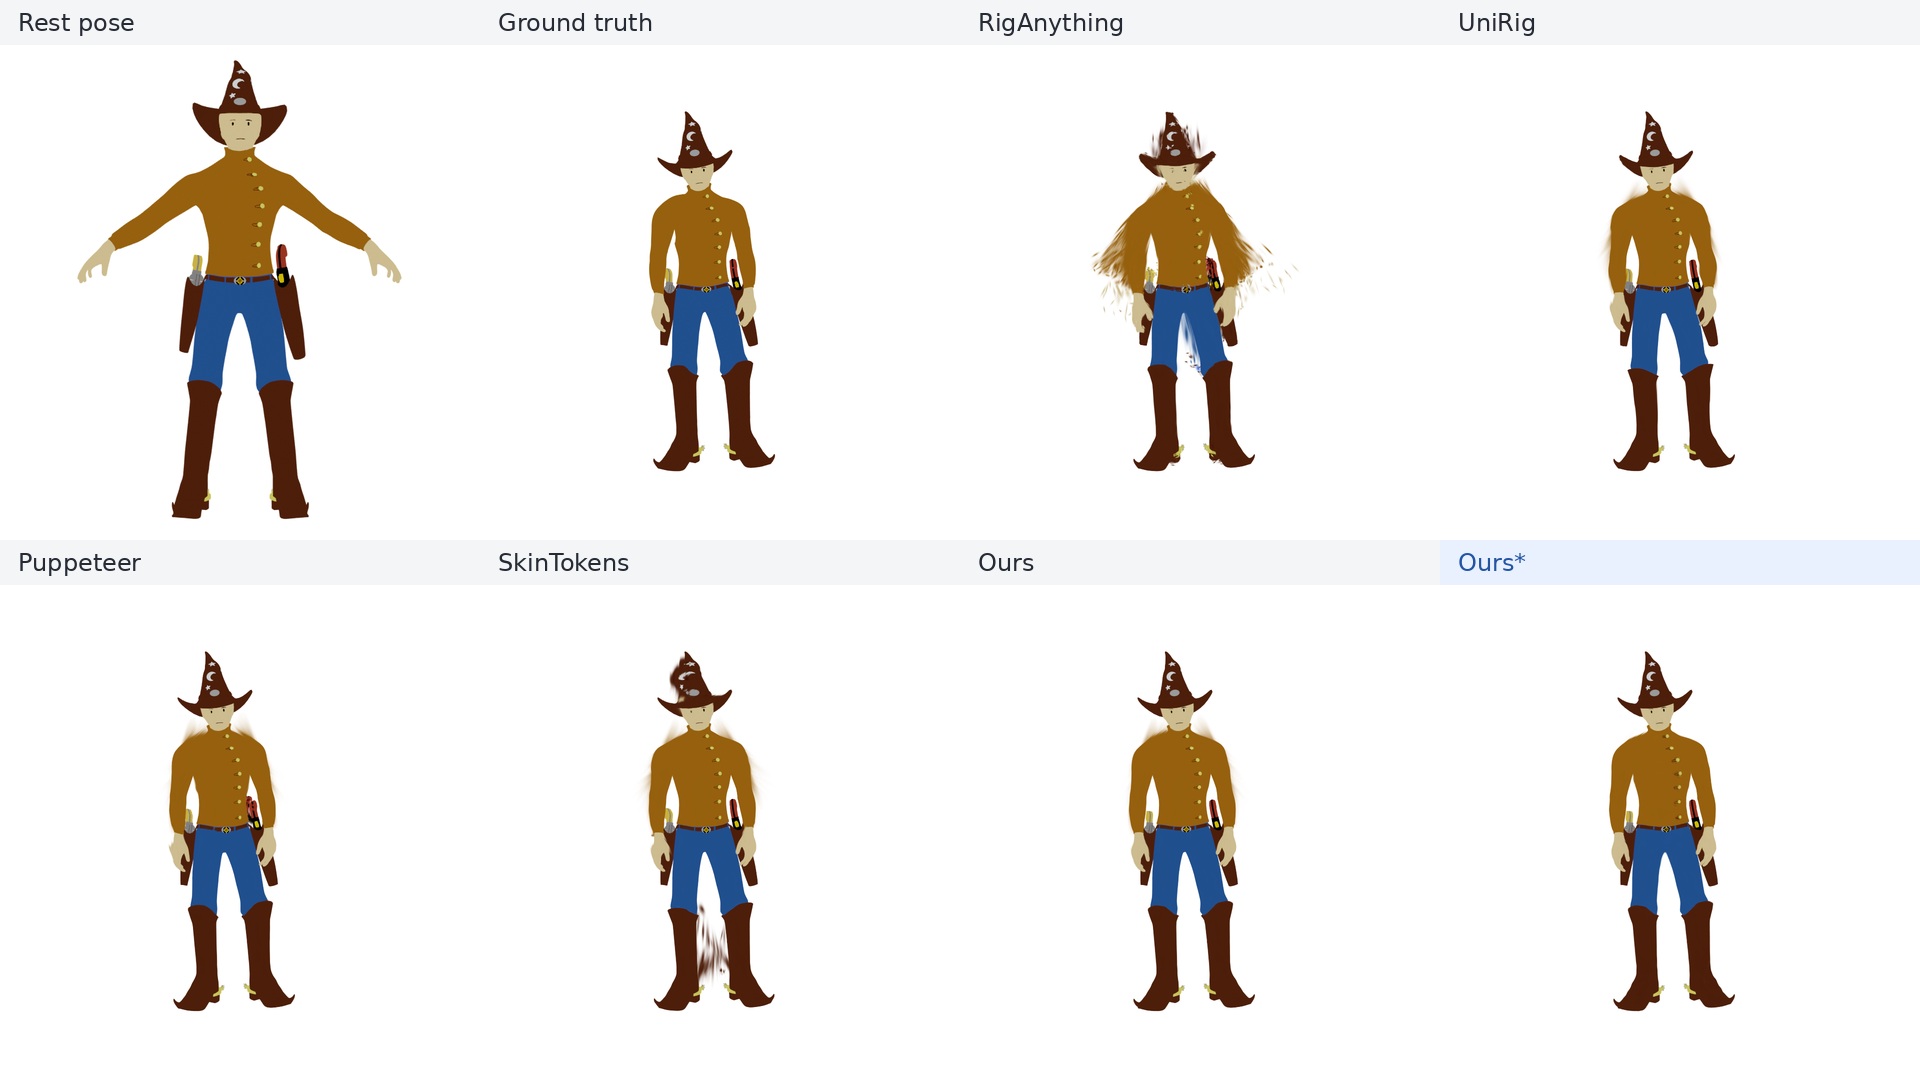 Rest pose
Ground truth
RigAnything
UniRig
Puppeteer
SkinTokens
Ours
Ours*